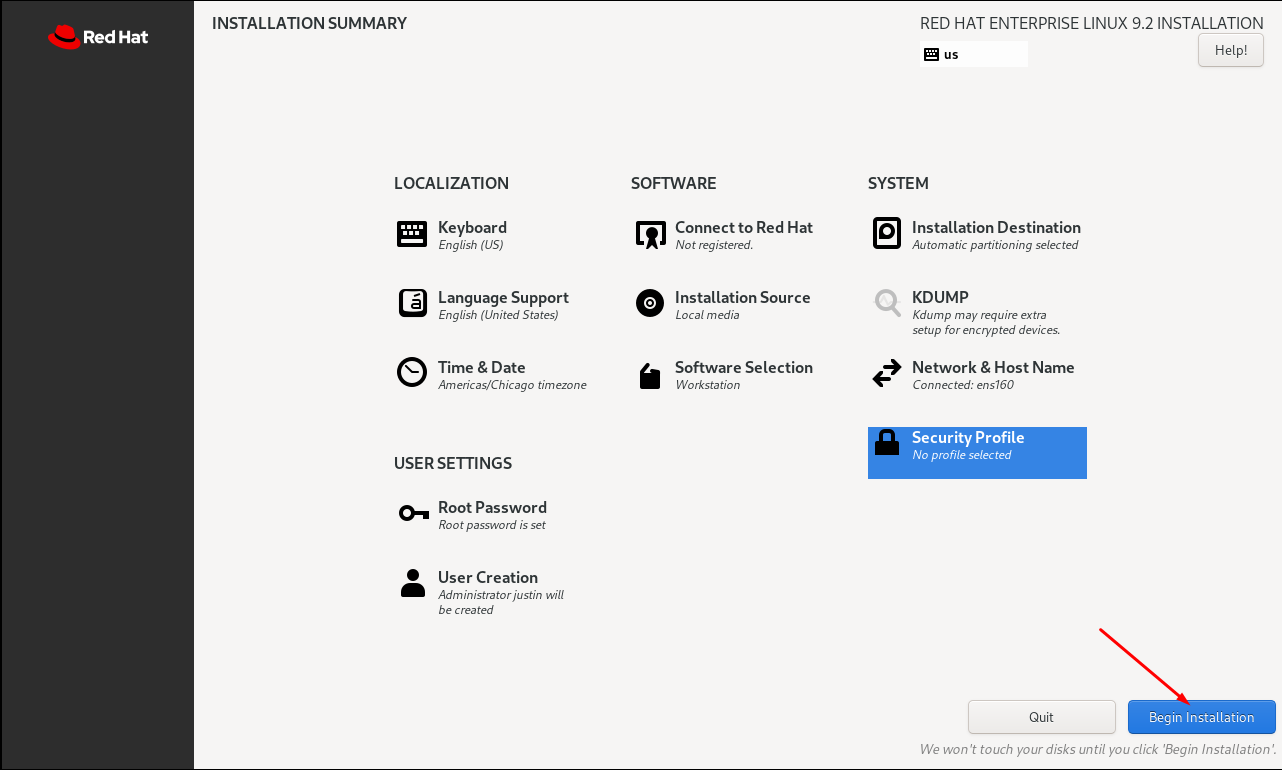 Red Hat
INSTALLATION SUMMARY
RED HAT ENTERPRISE LINUX 9.2 INSTALLATION
us
Help!
LOCALIZATION
Keyboard
English (US)
Language Support
English (United States)
Time & Date
Americas/Chicago timezone
SOFTWARE
Connect to Red Hat
Not registered.
Installation Source
Local media
Software Selection
Workstation
SYSTEM
Installation Destination
Automatic partitioning selected
KDUMP
Kdump may require extra
setup for encrypted devices.
Network & Host Name
Connected: ens160
Security Profile
No profile selected
USER SETTINGS
Root Password
Root password is set
User Creation
Administrator justin will
be created
Quit
Begin Installation
We won't touch your disks until you click 'Begin Installation'.